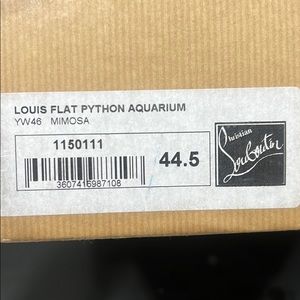 LOUIS FLAT PYTHON AQUARIUM
YW46 MIMOSA
1150111
44.5
3607416987108
Christian
Louboutin